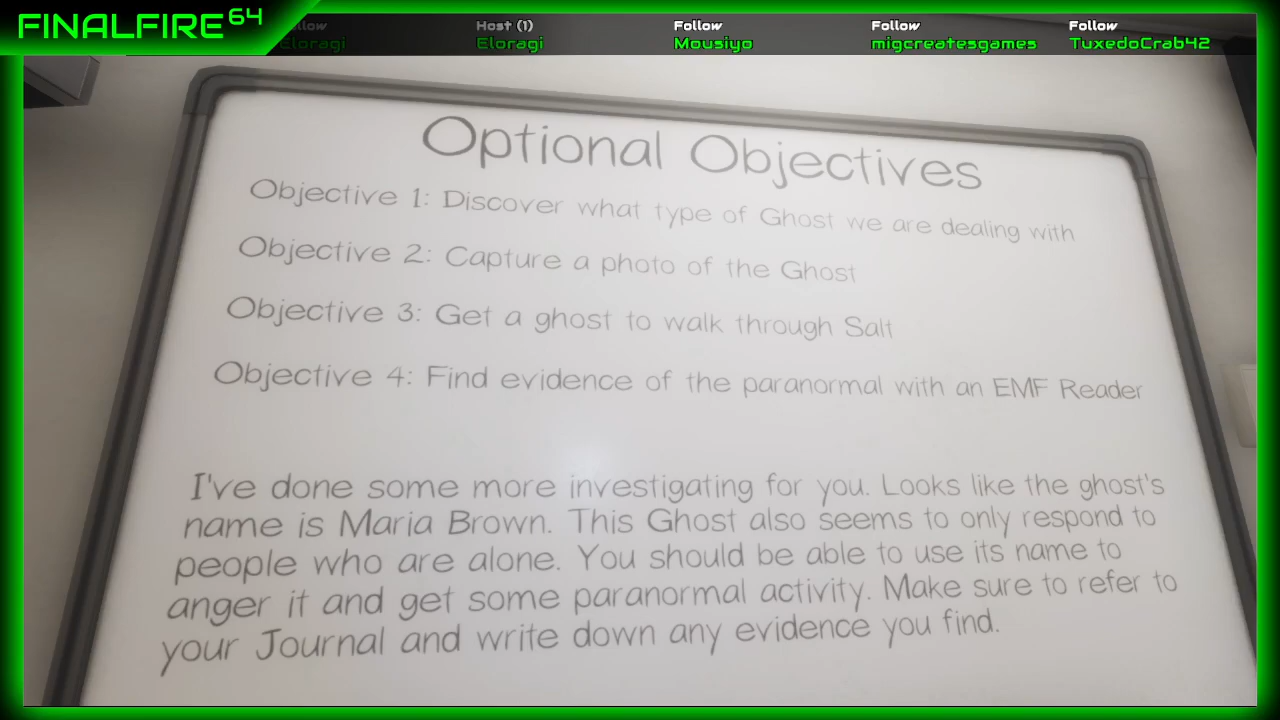 FINALFIRE64
Follow Host (1) Follow Follow Follow
Eloragi Eloragi Mousiyo migcreatesgames TuxedoCrab42
Optional Objectives
Objective 1: Discover what type of Ghost we are dealing with
Objective 2: Capture a photo of the Ghost
Objective 3: Get a ghost to walk through Salt
Objective 4: Find evidence of the paranormal with an EMF Reader
I've done some more investigating for you. Looks like the ghost's
name is Maria Brown. This Ghost also seems to only respond to
people who are alone. You should be able to use its name to
anger it and get some paranormal activity. Make sure to refer to
your Journal and write down any evidence you find.